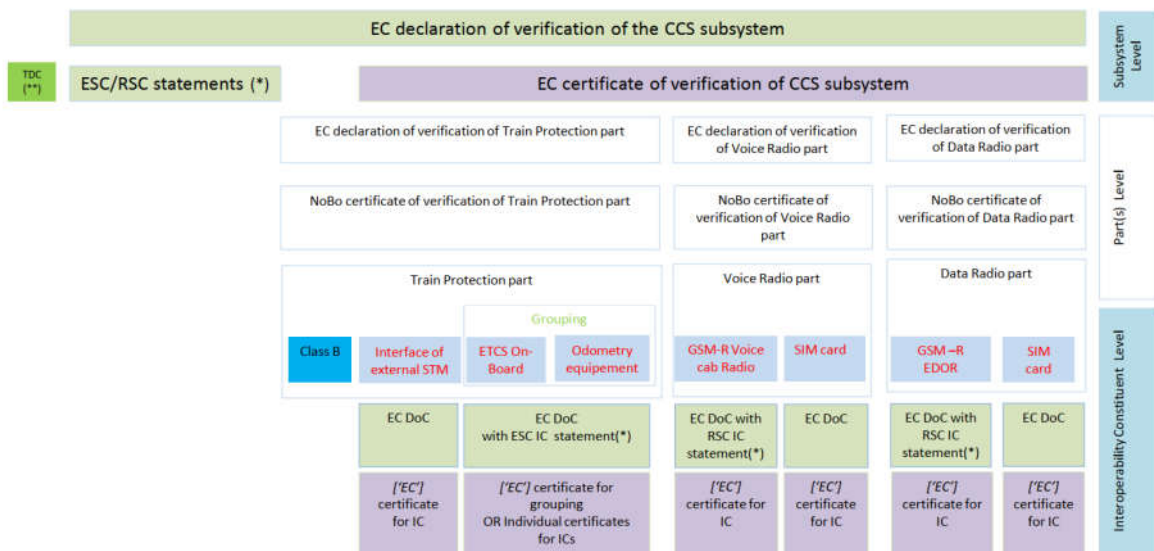 EC declaration of verification of the CCS subsystem
Subsystem
Level
TDC
(**)
ESC/RSC statements (*)
EC certificate of verification of CCS subsystem
EC declaration of verification of Train Protection part
EC declaration of verification
of Voice Radio part
EC declaration of verification
of Data Radio part
Part(s) Level
NoBo certificate of verification of Train Protection part
NoBo certificate of
verification of Voice Radio
part
NoBo certificate of
verification of Data Radio part
Train Protection part
Voice Radio part
Data Radio part
Grouping
Class B
Interface of
external STM
ETCS On-
Board
Odometry
equipement
GSM-R Voice
cab Radio
SIM card
GSM –R
EDOR
SIM
card
Interoperability Constituent Level
EC DoC
EC DoC
with ESC IC statement(*)
EC DoC with
RSC IC
statement(*)
EC DoC
EC DoC with
RSC IC
statement(*)
EC DoC
['EC']
certificate
for IC
['EC'] certificate for
grouping
OR Individual certificates
for ICs
['EC']
certificate for
IC
['EC']
certificate
for IC
['EC']
certificate for
IC
['EC']
certificate
for IC